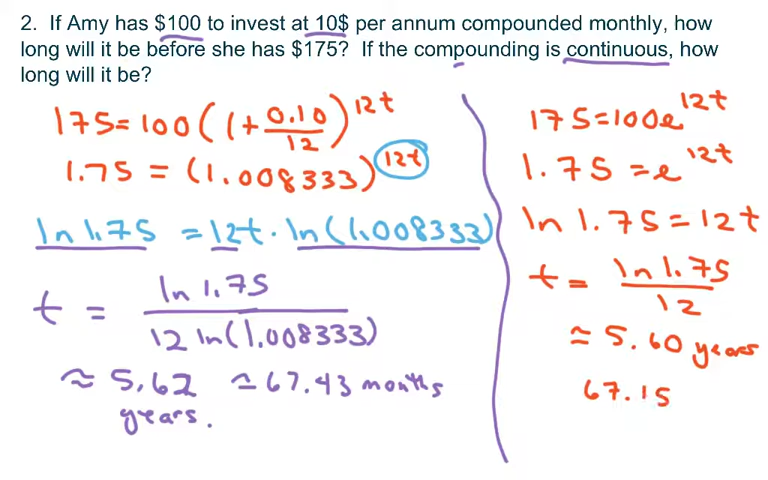 2. If Amy has $100 to invest at 10$ per annum compounded monthly, how
long will it be before she has $175? If the compounding is continuous, how
long will it be?
175=100(1+0.10/12)^12t
1.75 = (1.008333)^12t
ln 1.75 = 12t · ln(1.008333)
t = ln 1.75 / 12 ln(1.008333)
≈ 5.62 ≈ 67.43 months
years.
175=100e^12t
1.75 = e^12t
ln 1.75 = 12t
t = ln 1.75 / 12
≈ 5.60 years
67.15